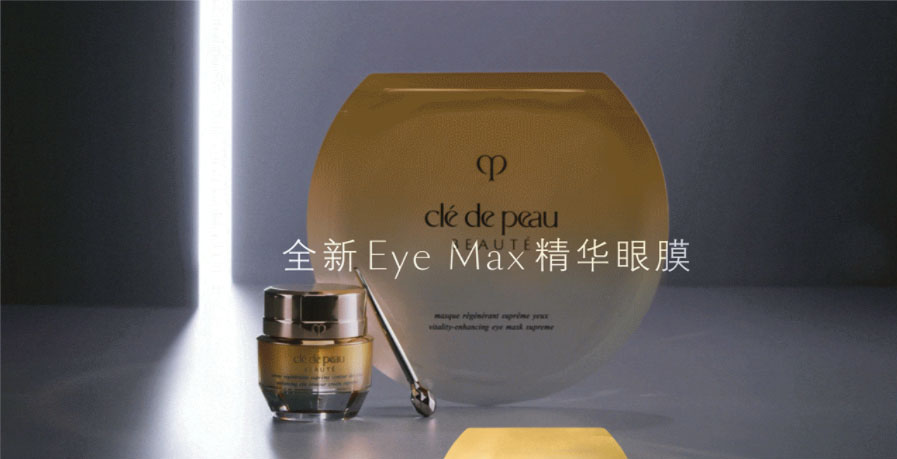 clé de peau
BEAUTÉ
全新Eye Max精华眼膜
masque régénérant suprême yeux
vitality-enhancing eye mask supreme
clé de peau
BEAUTÉ